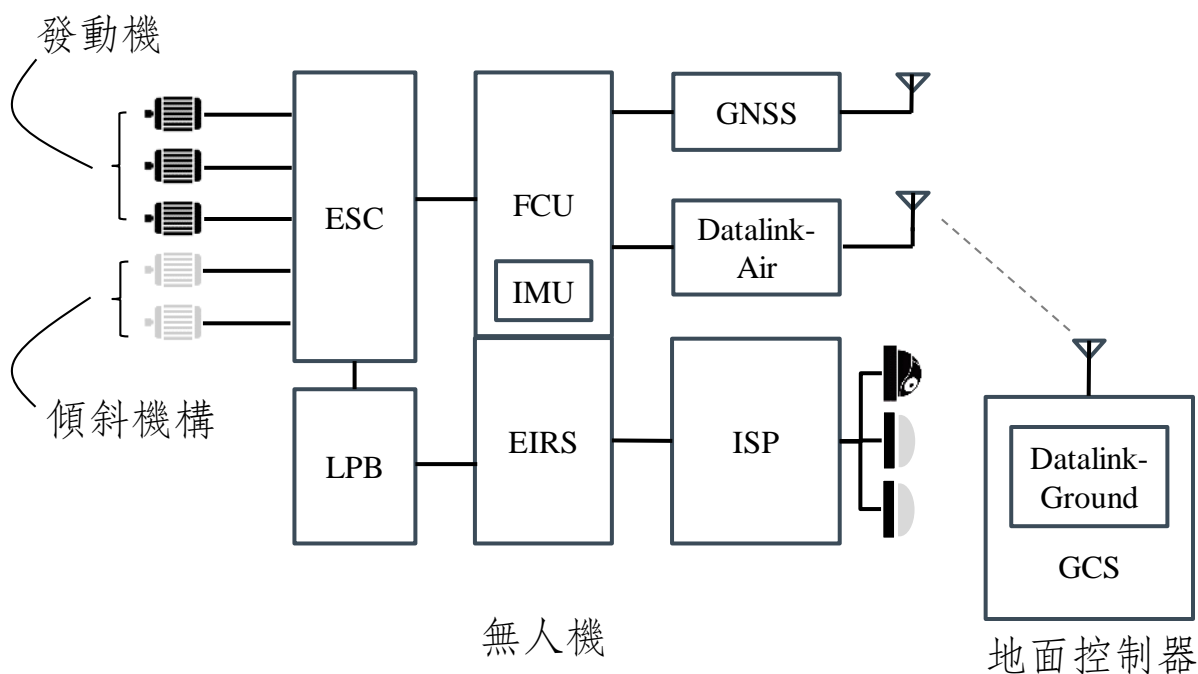 發動機
ESC
FCU
IMU
GNSS
Datalink-
Air
傾斜機構
LPB
EIRS
ISP
Datalink-
Ground
GCS
無人機
地面控制器